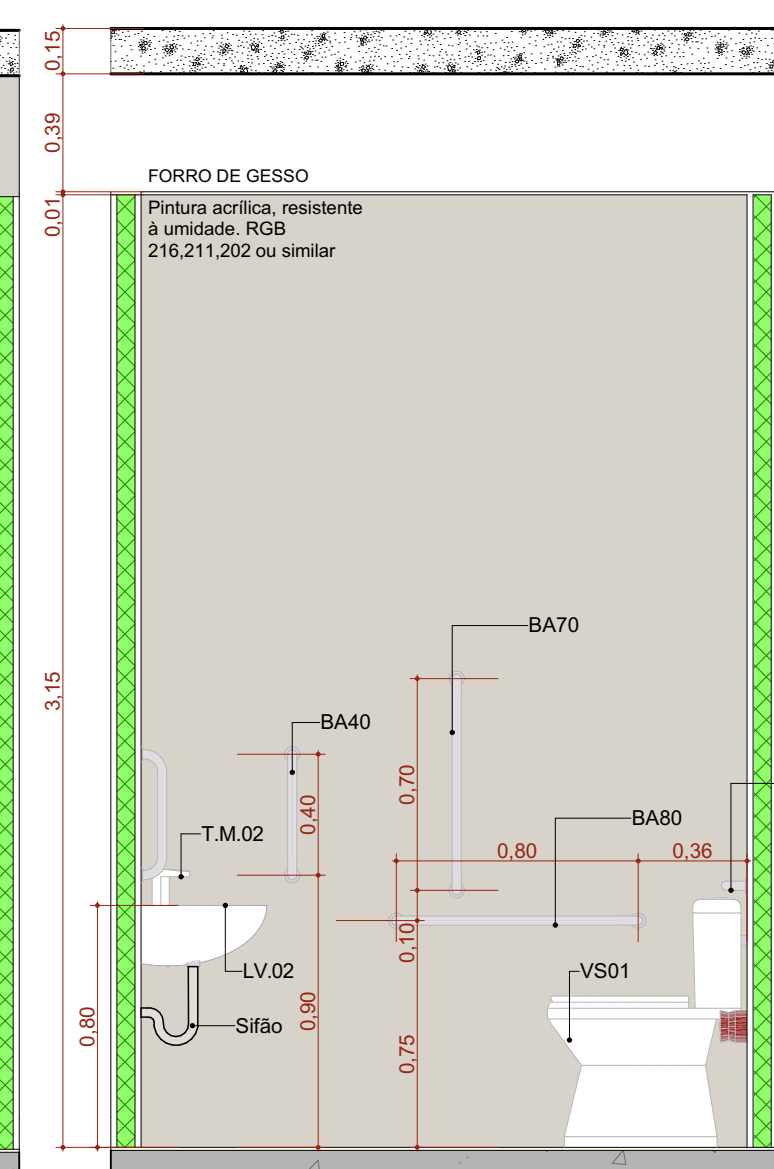 0,15
0,39
FORRO DE GESSO
0,01
Pintura acrílica, resistente
à umidade. RGB
216,211,202 ou similar
BA70
3,15
BA40
0,70
0,40
T.M.02
BA80
0,80
0,36
0,10
LV.02
VS01
0,80
Sifão
0,90
0,75